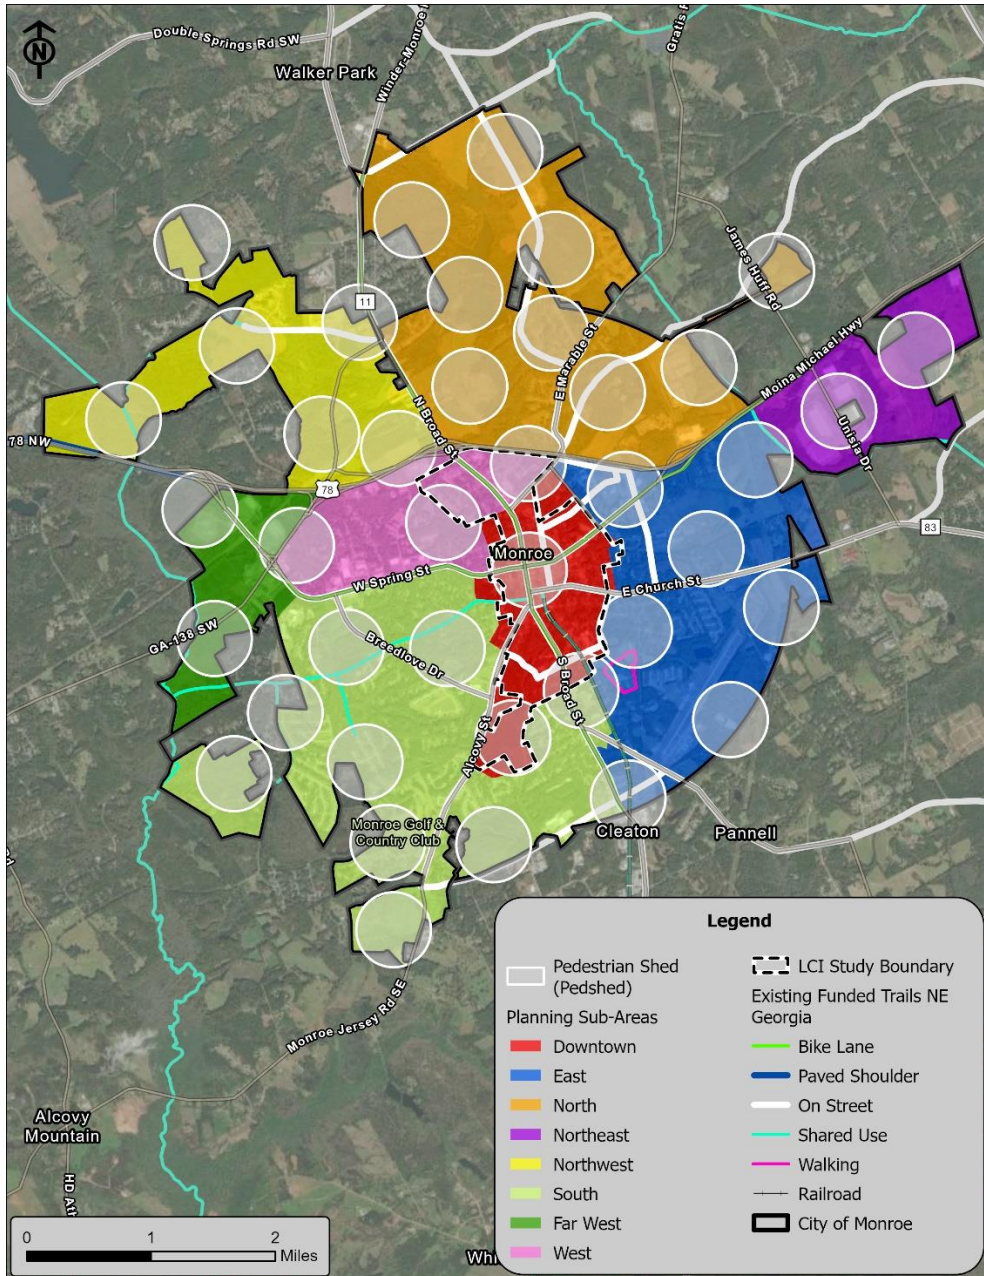 N
Double Springs Rd SW
Walker Park
Winder-Monroe
Gratis
James Huff Rd
11
Moina Michael Hwy
E Marable St
N Broad St
Unisia Dr
78 NW
78
83
Monroe
W Spring St
E Church St
GA-138 SW
Breedlove Dr
S Broad St
Alcovy St
Monroe Golf &
Country Club
Cleaton
Pannell
Monroe Jersey Rd SE
Alcovy
Mountain
HD Att
Whi
0 1 2
Miles
Legend
Pedestrian Shed
(Pedshed)
Planning Sub-Areas
Downtown
East
North
Northeast
Northwest
South
Far West
West
LCI Study Boundary
Existing Funded Trails NE
Georgia
Bike Lane
Paved Shoulder
On Street
Shared Use
Walking
Railroad
City of Monroe